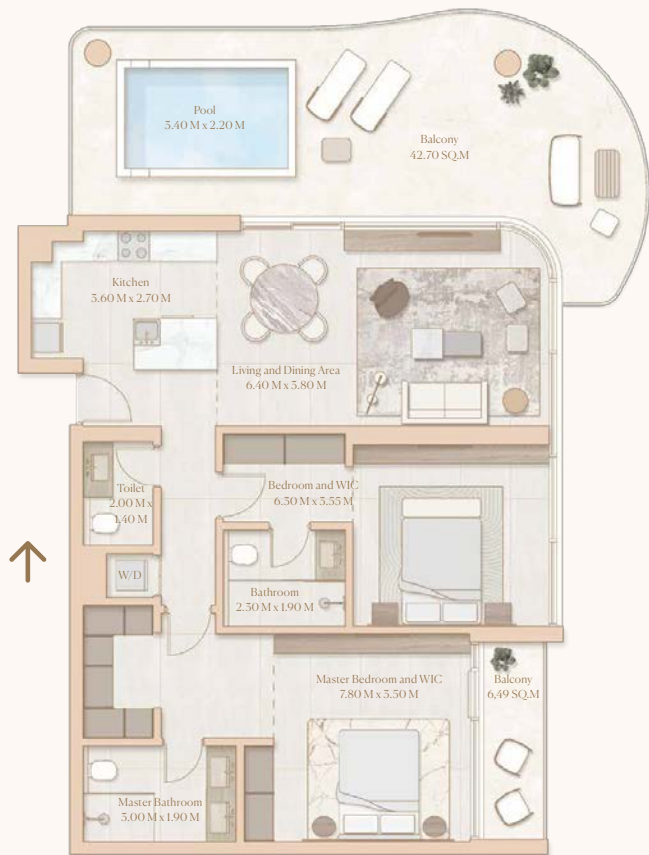 Pool
3.40 M x 2.20 M
Balcony
42.70 SQ.M
Kitchen
3.60 M x 2.70 M
Living and Dining Area
6.40 M x 3.80 M
Toilet
2.00 M x
1.40 M
Bedroom and WIC
6.30 M x 3.55 M
W/D
Bathroom
2.30 M x 1.90 M
Master Bedroom and WIC
7.80 M x 3.50 M
Balcony
6,49 SQ.M
Master Bathroom
3.00 M x 1.90 M